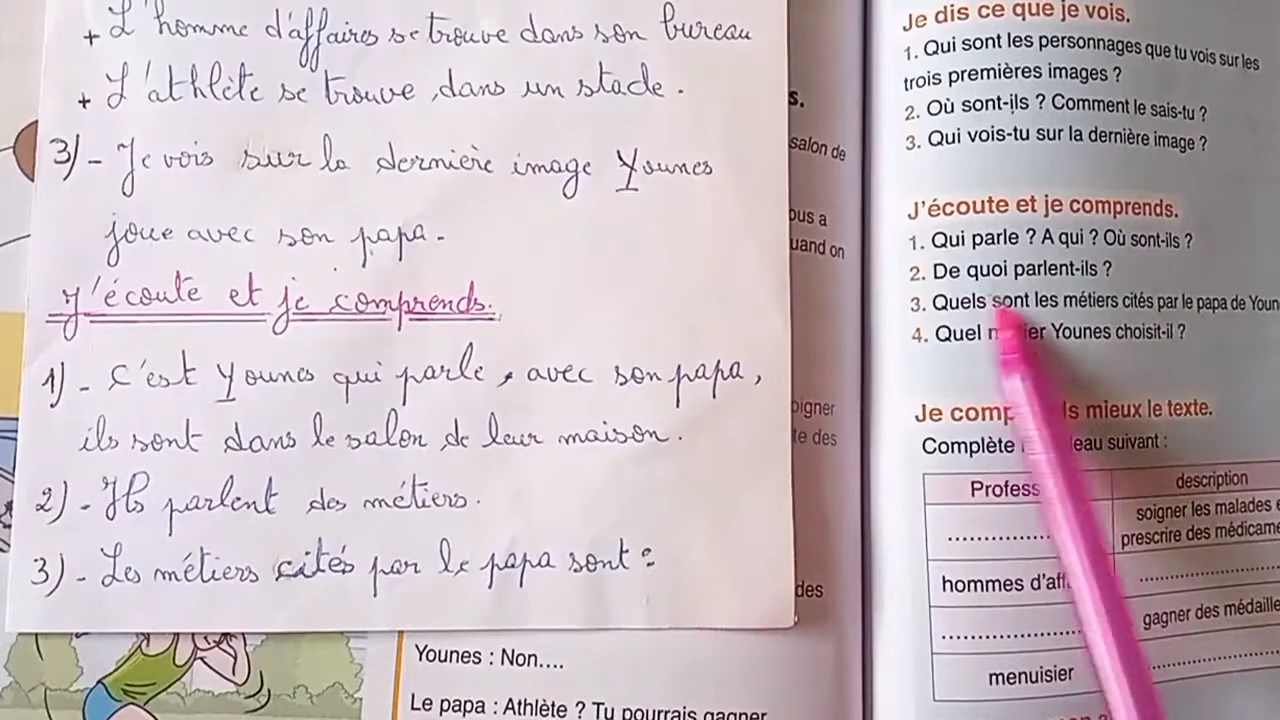 + L'homme d'affaires se trouve dans son bureau
+ L'athlète se trouve dans un stade.
3)- Je vois sur la dernière image Younes
joue avec son papa.
J'écoute et je comprends.
1)- C'est Younes qui parle, avec son papa,
ils sont dans le salon de leur maison.
2)- Ils parlent des métiers.
3)- Les métiers cités par le papa sont :
s.
salon de
ous a
uand on
oigner
te des
des
Younes : Non....
Le papa : Athlète ? Tu pourrais gagner
Je dis ce que je vois.
1. Qui sont les personnages que tu vois sur les
trois premières images ?
2. Où sont-ils ? Comment le sais-tu ?
3. Qui vois-tu sur la dernière image ?
J'écoute et je comprends.
1. Qui parle ? A qui ? Où sont-ils ?
2. De quoi parlent-ils ?
3. Quels sont les métiers cités par le papa de Youn
4. Quel Younes choisit-il ?
Je comp mieux le texte.
Complète suivant :
Profess description
soigner les malades
prescrire des médicame
..................
hommes d'aff ..................
.................. gagner des médaille
menuisier ..................